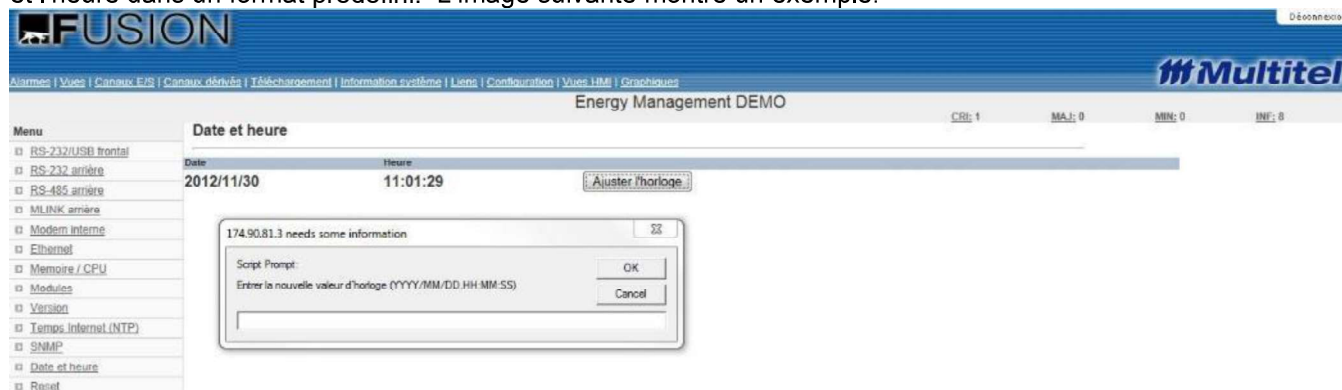 et l'heure dans un format prédéfini. L'image suivante montre un exemple.
FUSION
Déconnexio
Alarmes | Vues | Canaux E/S | Canaux dérivés | Téléchargement | Information système | Liens | Configuration | Vues HMI | Graphiques
Multitel
Energy Management DEMO
CRI: 1 MAJ: 0 MIN: 0 INF: 8
Menu
RS-232/USB frontal
RS-232 arrière
RS-485 arrière
MLINK arrière
Modem interne
Ethernet
Memoire / CPU
Modules
Version
Temps Internet (NTP)
SNMP
Date et heure
Reset
Date et heure
Date Heure
2012/11/30 11:01:29 Ajuster l'horloge
174.90.81.3 needs some information
Script Prompt:
Entrer la nouvelle valeur d'horloge (YYYY/MM/DD,HH:MM:SS)
OK
Cancel